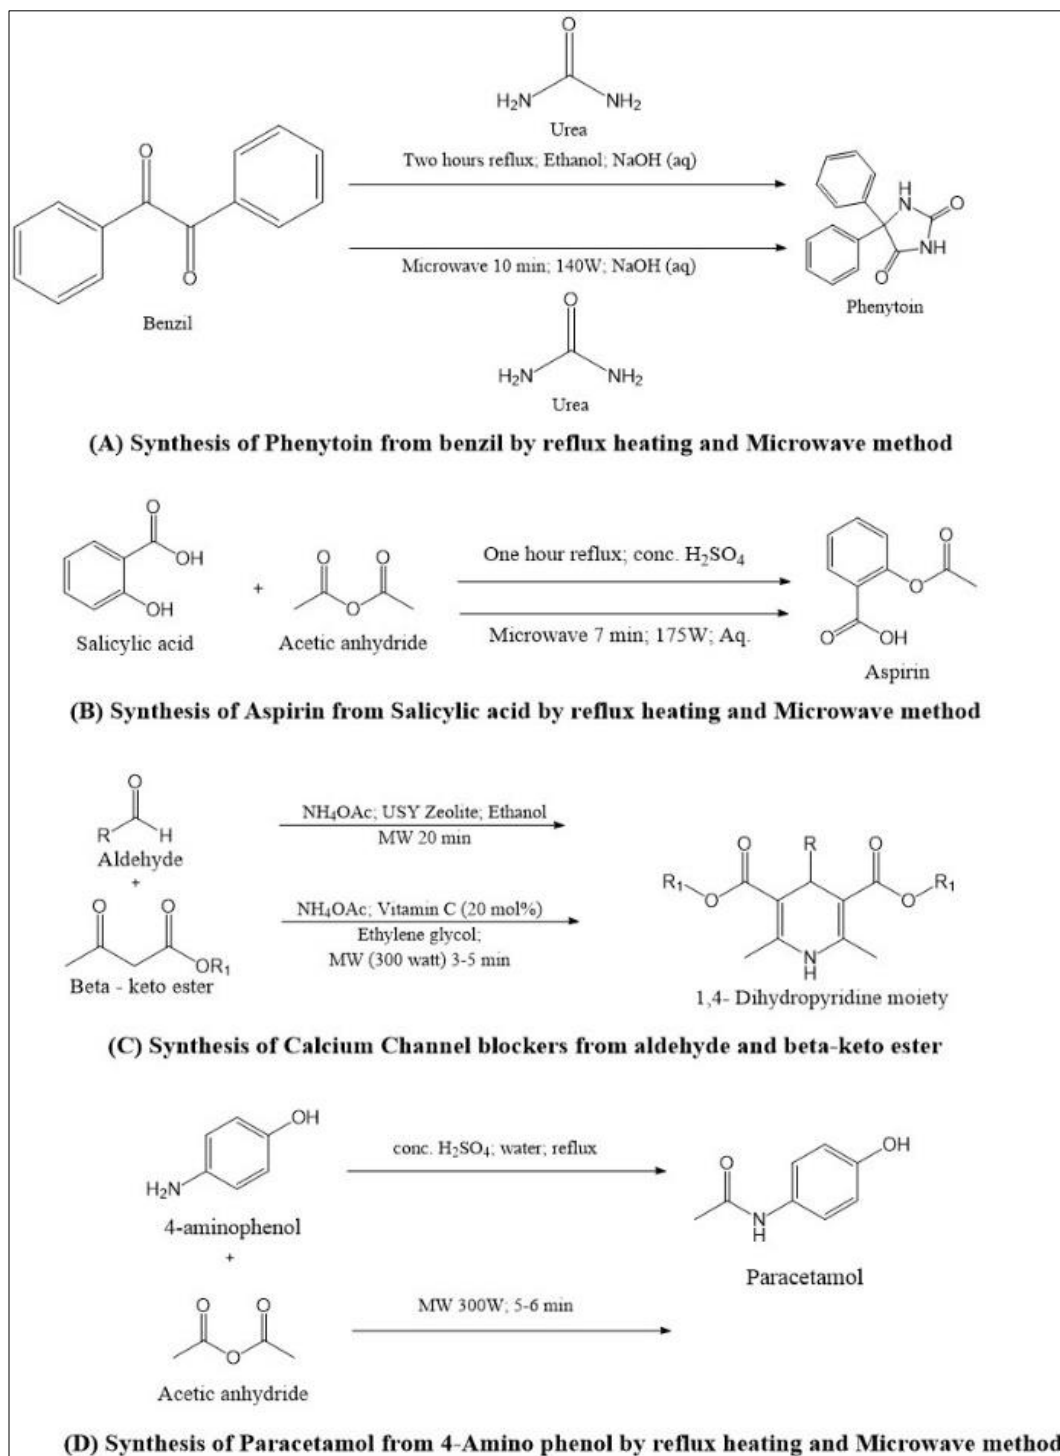 O
H₂N NH₂
Urea
Two hours reflux; Ethanol; NaOH (aq)
Microwave 10 min; 140W; NaOH (aq)
O
H₂N NH₂
Urea
O
O
Benzil
H
N
O
NH
O
Phenytoin
(A) Synthesis of Phenytoin from benzil by reflux heating and Microwave method
O
OH
OH
Salicylic acid
+
O O
O
Acetic anhydride
One hour reflux; conc. H₂SO₄
Microwave 7 min; 175W; Aq.
O
O
O OH
Aspirin
(B) Synthesis of Aspirin from Salicylic acid by reflux heating and Microwave method
O
R H
Aldehyde
+
O O
OR₁
Beta - keto ester
NH₄OAc; USY Zeolite; Ethanol
MW 20 min
NH₄OAc; Vitamin C (20 mol%)
Ethylene glycol;
MW (300 watt) 3-5 min
O R O
R₁ O O R₁
N
H
1,4- Dihydropyridine moiety
(C) Synthesis of Calcium Channel blockers from aldehyde and beta-keto ester
OH
H₂N
4-aminophenol
+
O O
O
Acetic anhydride
conc. H₂SO₄; water; reflux
MW 300W; 5-6 min
OH
O
N
H
Paracetamol
(D) Synthesis of Paracetamol from 4-Amino phenol by reflux heating and Microwave method